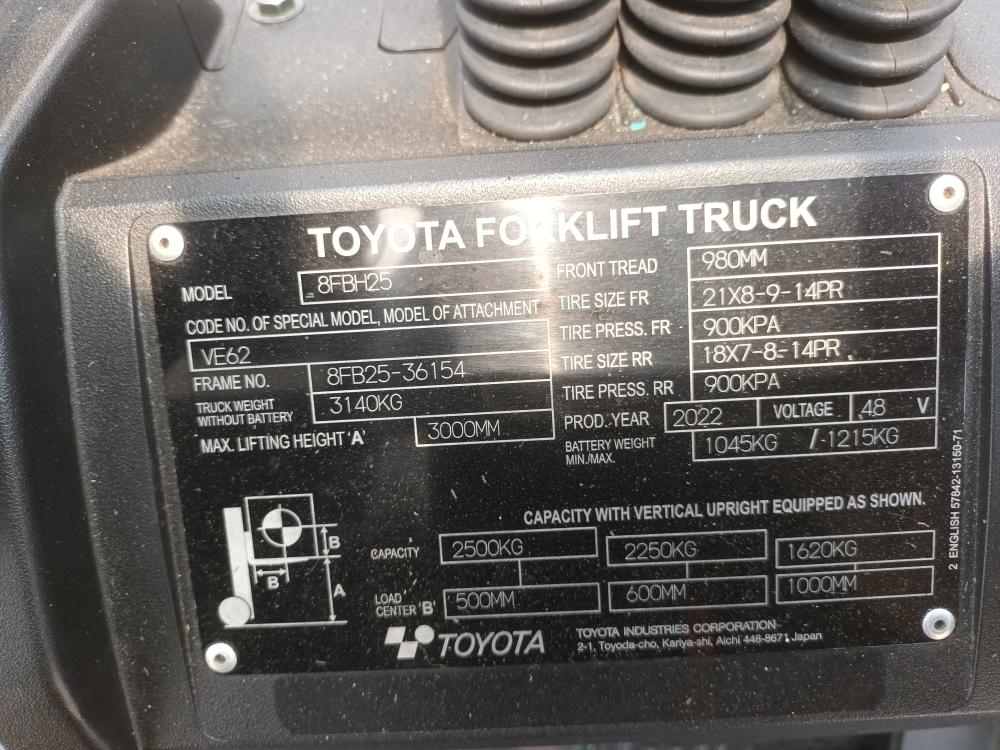 TOYOTA FORKLIFT TRUCK
MODEL 8FBH25
CODE NO. OF SPECIAL MODEL, MODEL OF ATTACHMENT
VE62
FRAME NO. 8FB25-36154
TRUCK WEIGHT WITHOUT BATTERY 3140KG
MAX. LIFTING HEIGHT 'A' 3000MM
FRONT TREAD 980MM
TIRE SIZE FR 21X8-9-14PR
TIRE PRESS. FR 900KPA
TIRE SIZE RR 18X7-8-14PR
TIRE PRESS. RR 900KPA
PROD. YEAR 2022 VOLTAGE 48 V
BATTERY WEIGHT MIN./MAX. 1045KG / 1215KG
CAPACITY WITH VERTICAL UPRIGHT EQUIPPED AS SHOWN.
B
B
A
CAPACITY 2500KG 2250KG 1620KG
LOAD CENTER 'B' 500MM 600MM 1000MM
TOYOTA
TOYOTA INDUSTRIES CORPORATION
2-1, Toyoda-cho, Kariya-shi, Aichi 448-8671, Japan
2 ENGLISH 57842-13150-71